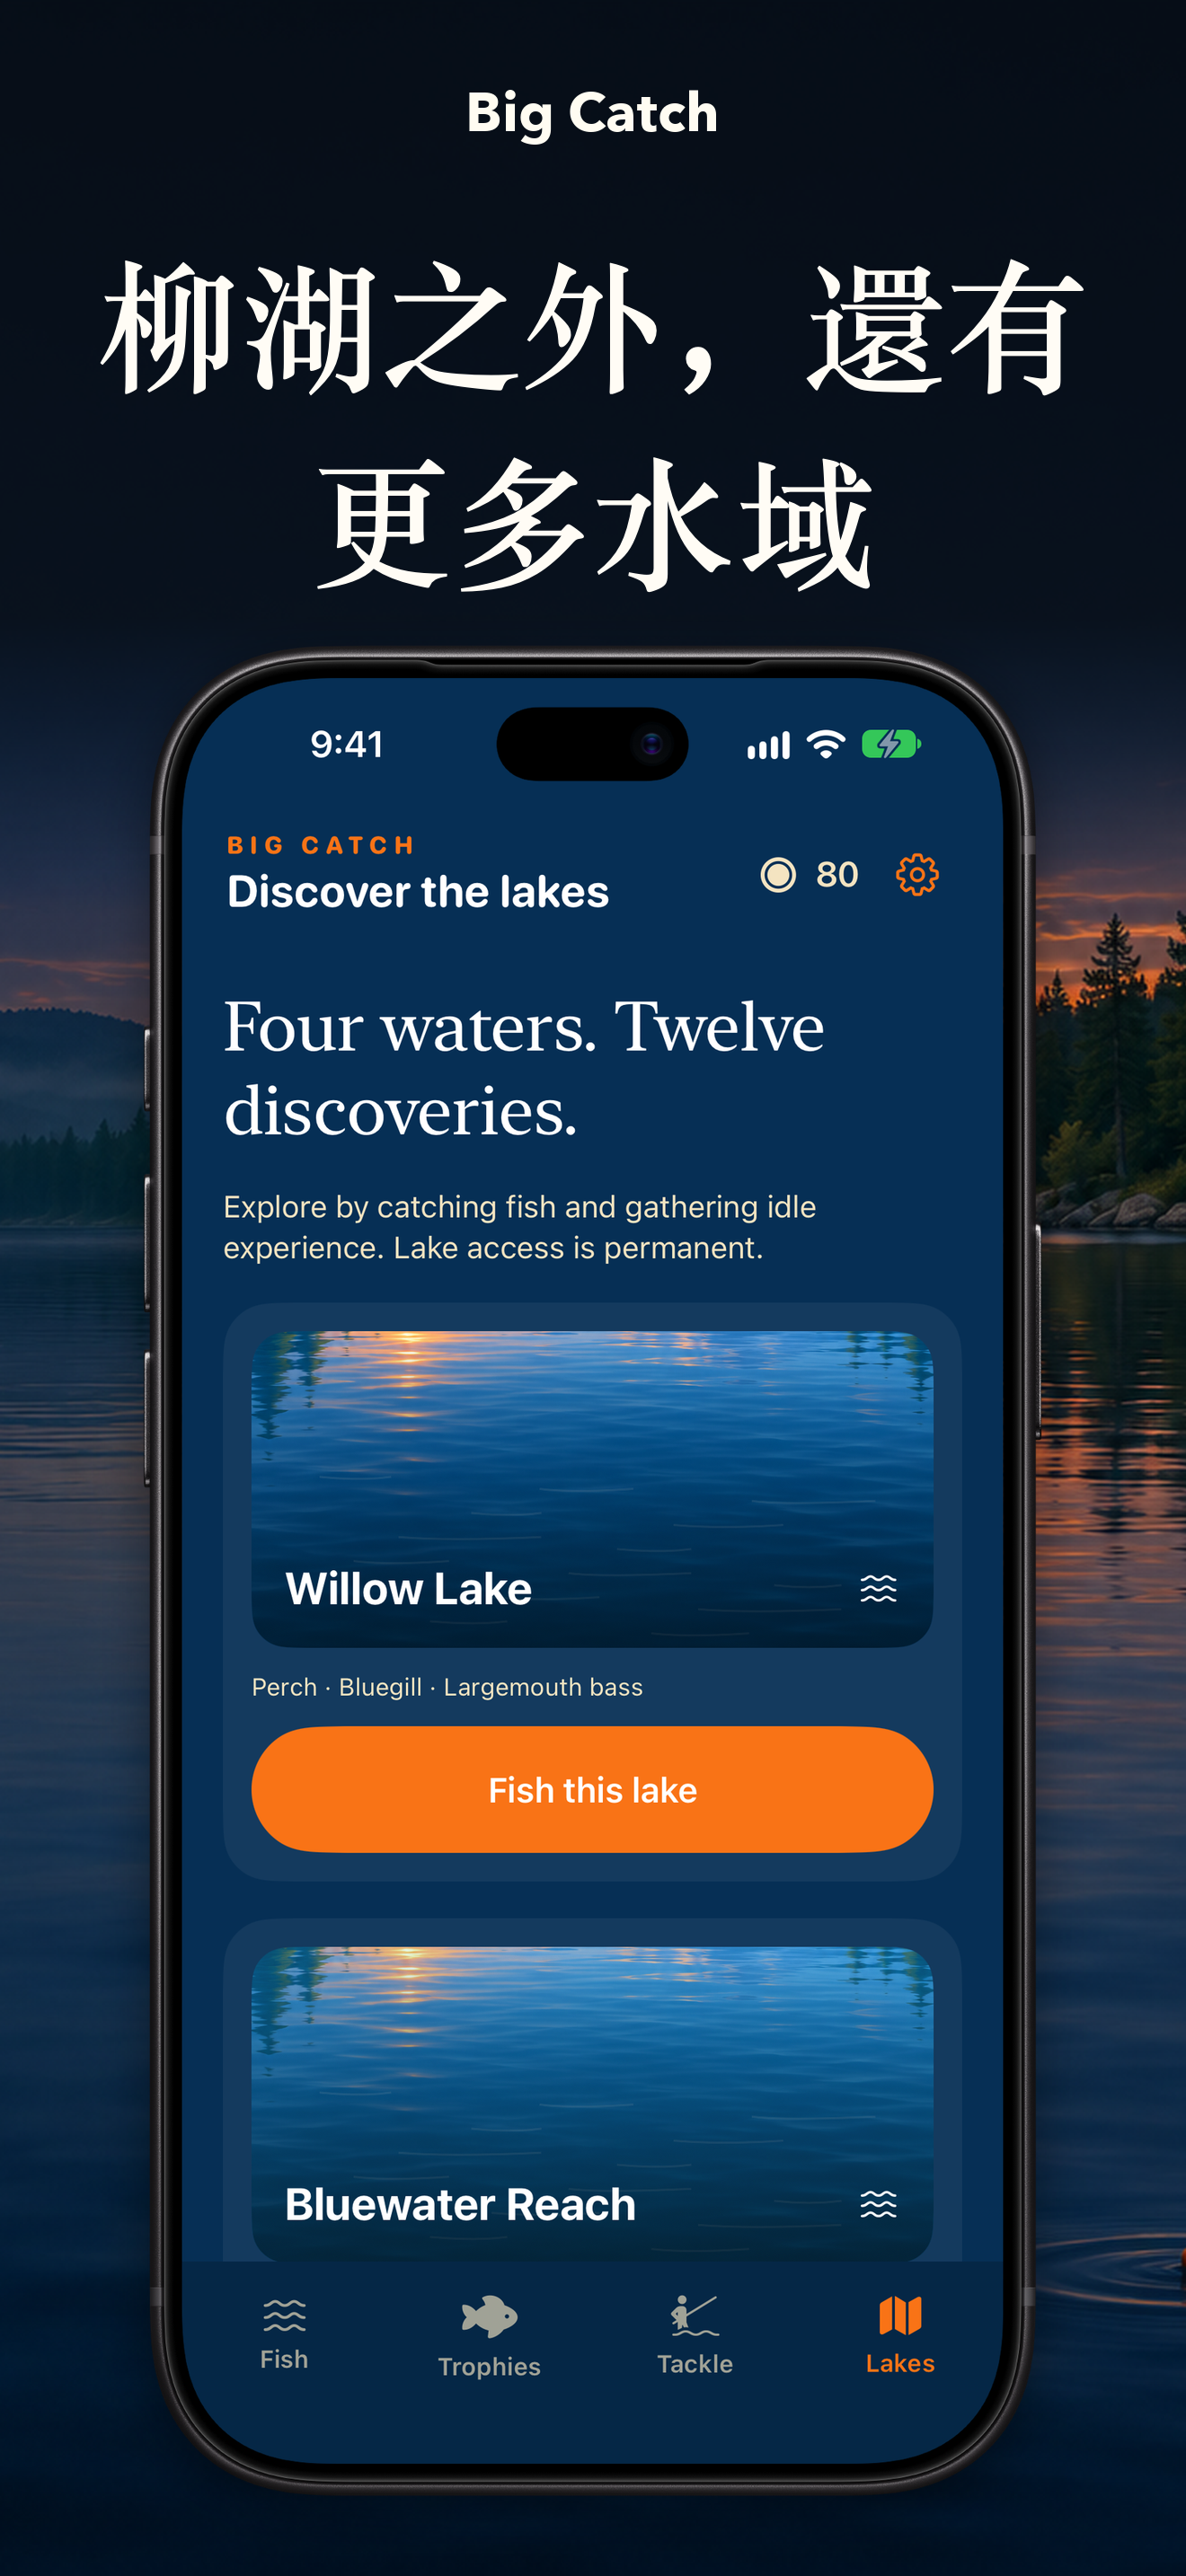 Big Catch
柳湖之外，還有
更多水域
9:41
BIG CATCH
Discover the lakes
80
Four waters. Twelve
discoveries.
Explore by catching fish and gathering idle
experience. Lake access is permanent.
Willow Lake
Perch · Bluegill · Largemouth bass
Fish this lake
Bluewater Reach
Fish
Trophies
Tackle
Lakes